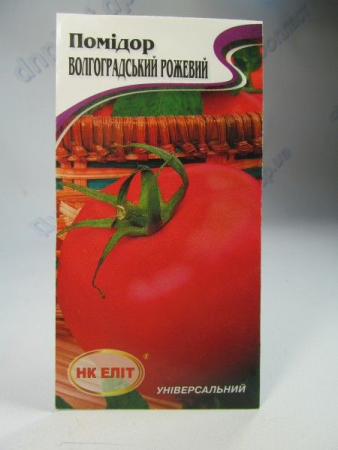 Помідор
ВОЛГОГРАДСЬКИЙ РОЖЕВИЙ
НК ЕЛІТ
®
УНІВЕРСАЛЬНИЙ